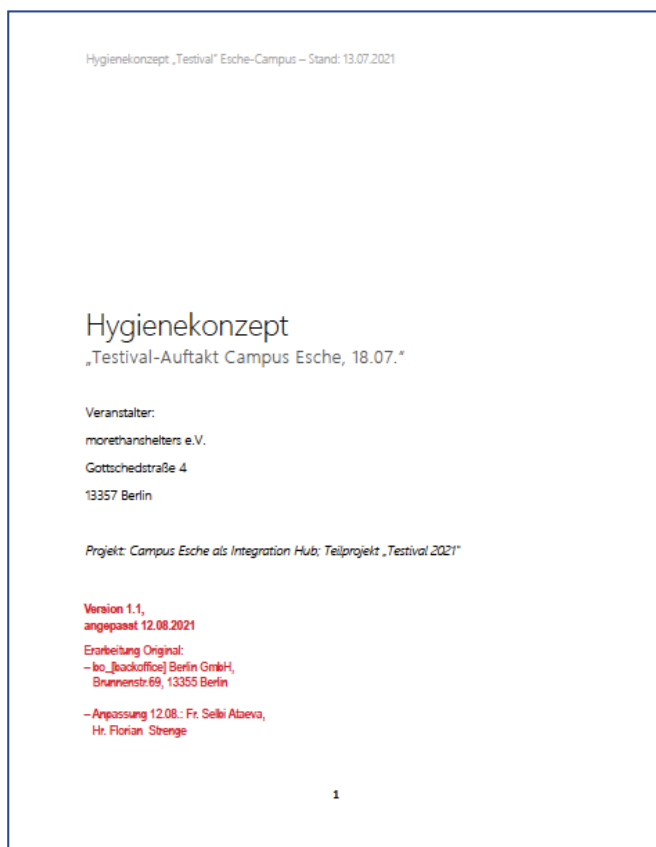 Hygienekonzept „Testival“ Esche-Campus – Stand: 13.07.2021
Hygienekonzept
„Testival-Auftakt Campus Esche, 18.07.“
Veranstalter:
morethanshelters e.V.
Gottschedstraße 4
13357 Berlin
Projekt: Campus Esche als Integration Hub; Teilprojekt „Testival 2021“
Version 1.1,
angepasst 12.08.2021
Erarbeitung Original:
– bo_[backoffice] Berlin GmbH,
Brunnenstr.69, 13355 Berlin
– Anpassung 12.08.: Fr. Selbi Ataeva,
Hr. Florian Strenge
1